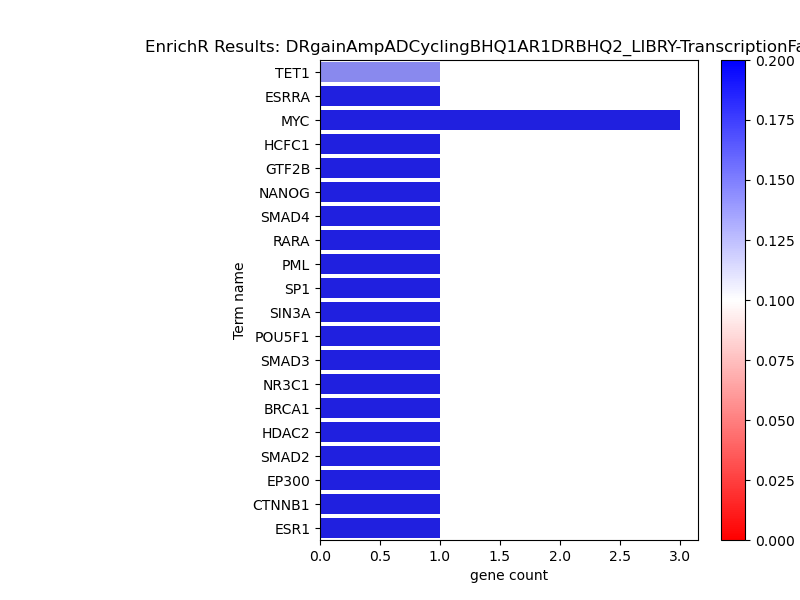 EnrichR Results: DRgainAmpADCyclingBHQ1AR1DRBHQ2_LIBRY-TranscriptionFa
TET1
ESRRA
MYC
HCFC1
GTF2B
NANOG
SMAD4
RARA
PML
SP1
SIN3A
POU5F1
SMAD3
NR3C1
BRCA1
HDAC2
SMAD2
EP300
CTNNB1
ESR1
Term name
0.0 0.5 1.0 1.5 2.0 2.5 3.0
gene count
0.200
0.175
0.150
0.125
0.100
0.075
0.050
0.025
0.000